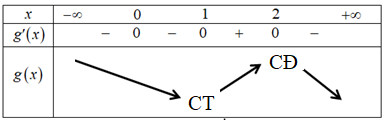 x −∞ 0 1 2 +∞
g′(x) − 0 − 0 + 0 −
g(x) CT CĐ